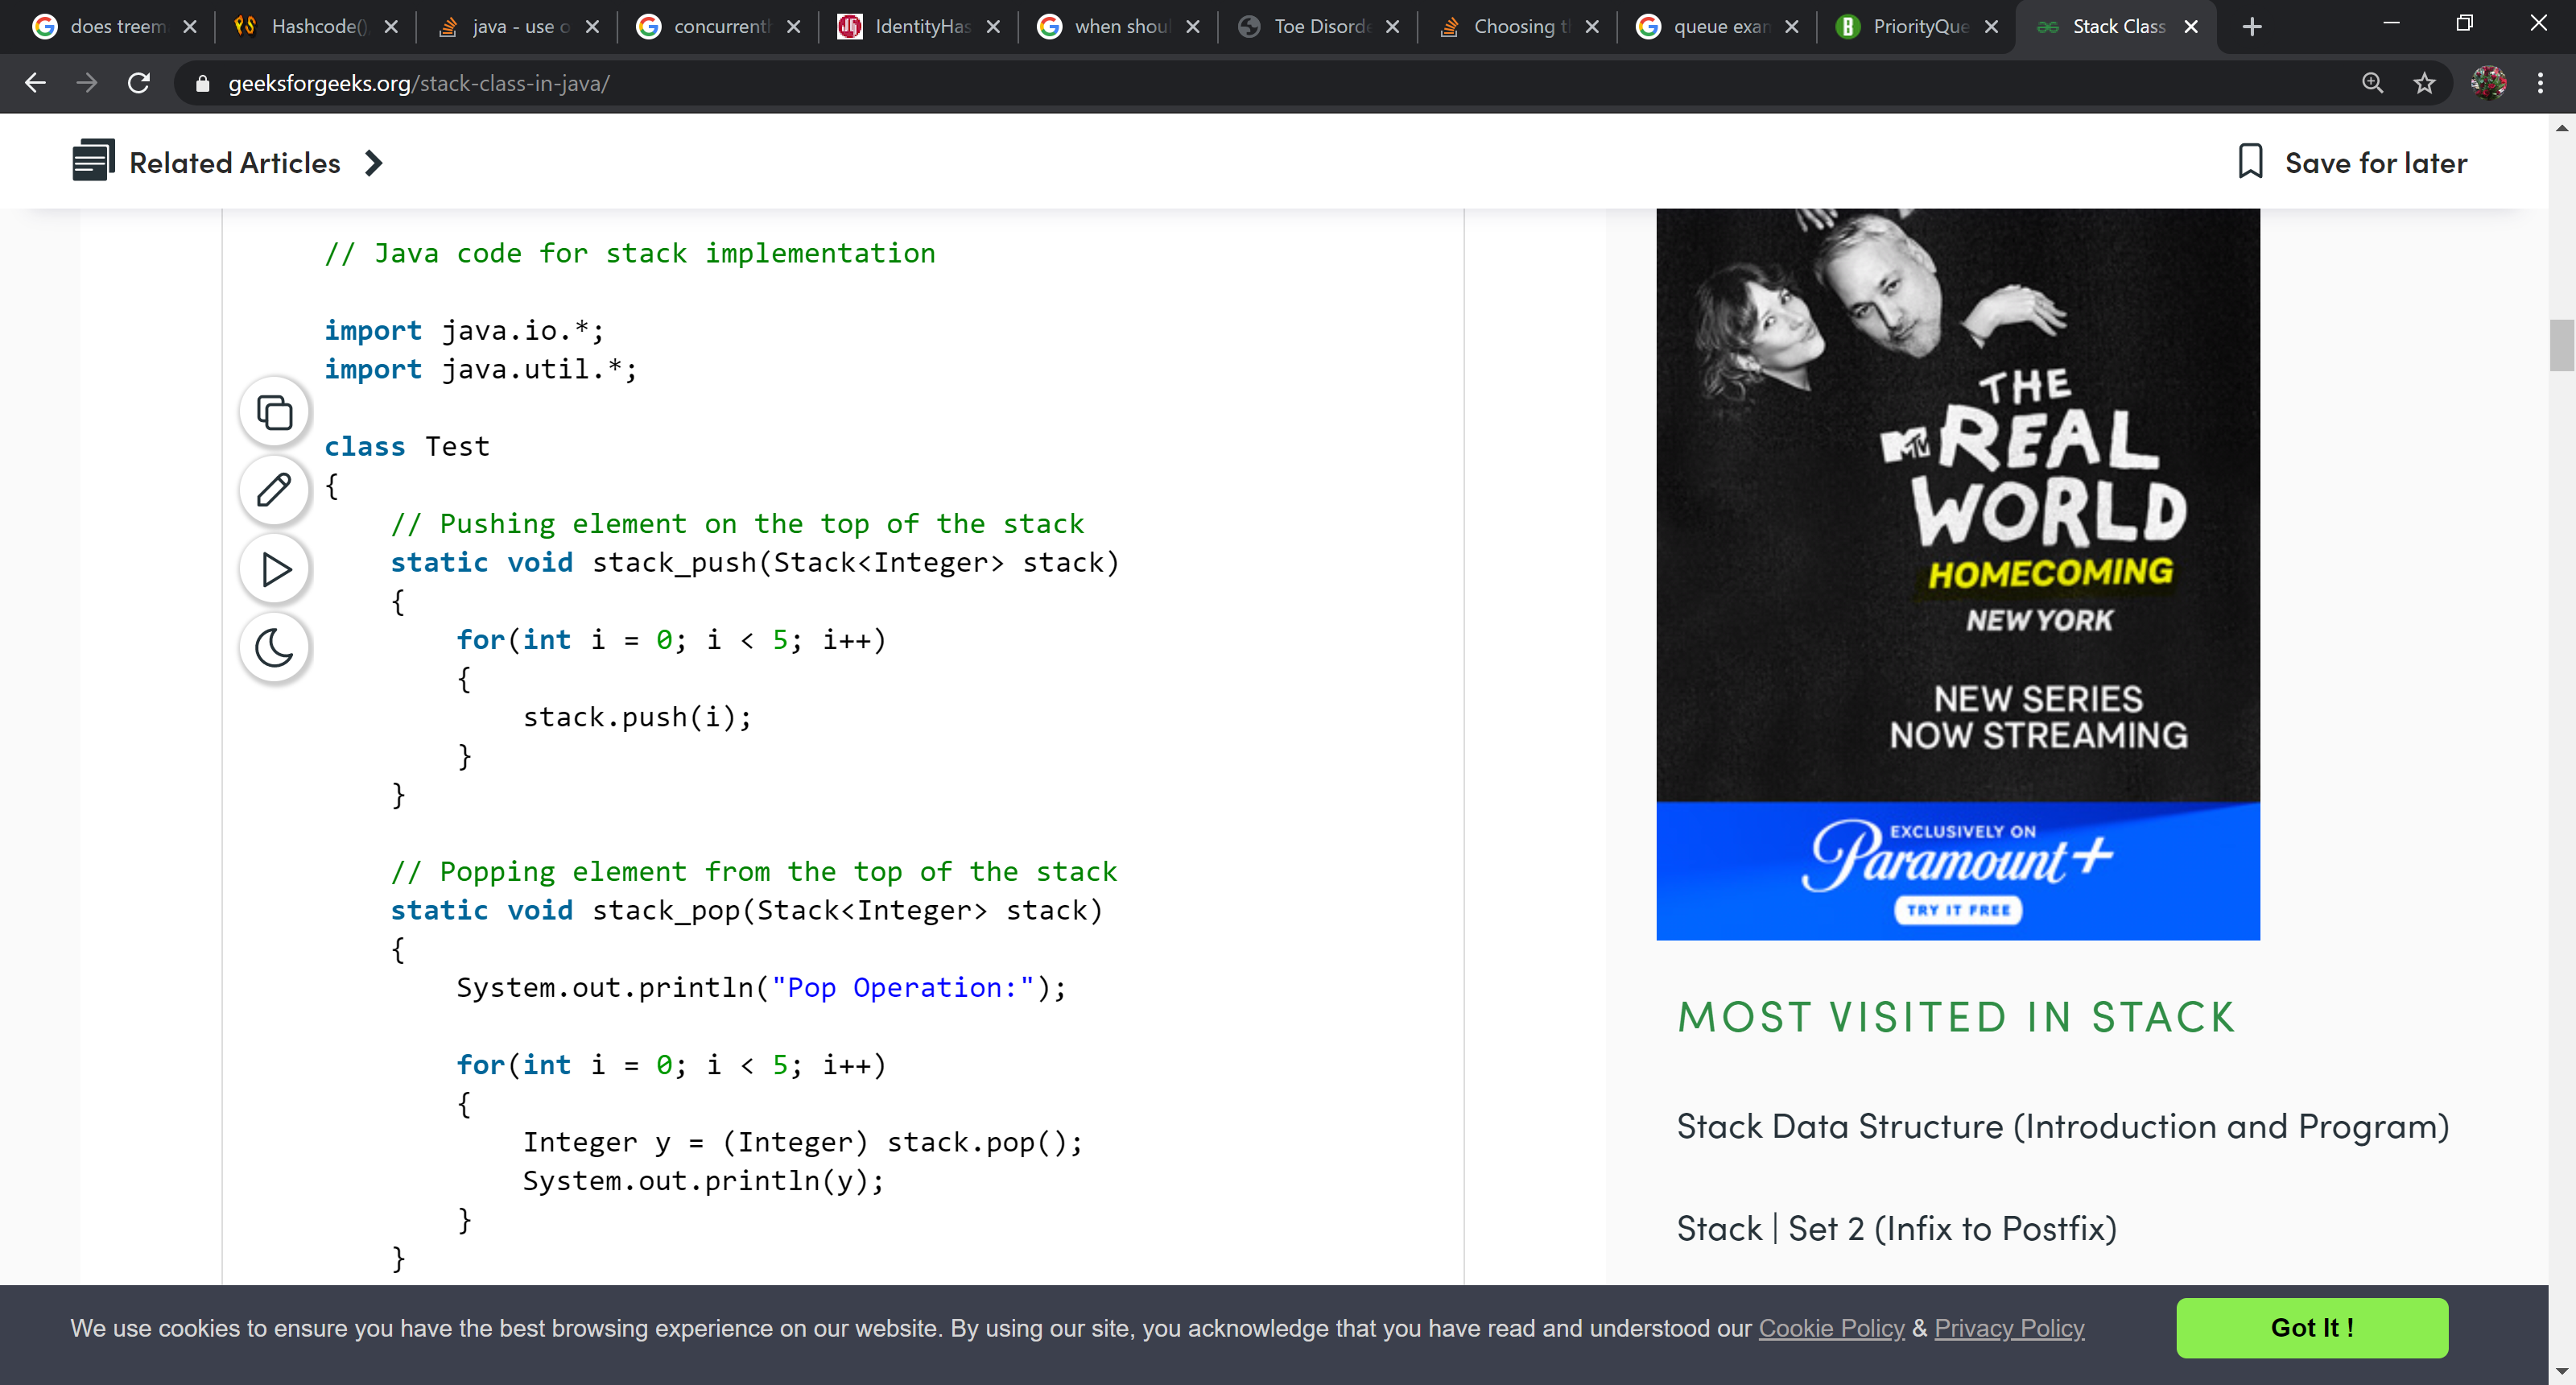 does treem
Hashcode(),
java - use o
concurrenth
IdentityHas
when shoul
Toe Disorde
Choosing th
queue exam
PriorityQue
Stack Class
geeksforgeeks.org/stack-class-in-java/
Related Articles
Save for later
// Java code for stack implementation
import java.io.*;
import java.util.*;
class Test
{
// Pushing element on the top of the stack
static void stack_push(Stack<Integer> stack)
{
for(int i = 0; i < 5; i++)
{
stack.push(i);
}
}
// Popping element from the top of the stack
static void stack_pop(Stack<Integer> stack)
{
System.out.println("Pop Operation:");
for(int i = 0; i < 5; i++)
{
Integer y = (Integer) stack.pop();
System.out.println(y);
}
}
THE
MTV REAL
WORLD
HOMECOMING
NEW YORK
NEW SERIES
NOW STREAMING
EXCLUSIVELY ON
Paramount+
TRY IT FREE
MOST VISITED IN STACK
Stack Data Structure (Introduction and Program)
Stack | Set 2 (Infix to Postfix)
We use cookies to ensure you have the best browsing experience on our website. By using our site, you acknowledge that you have read and understood our Cookie Policy & Privacy Policy
Got It !